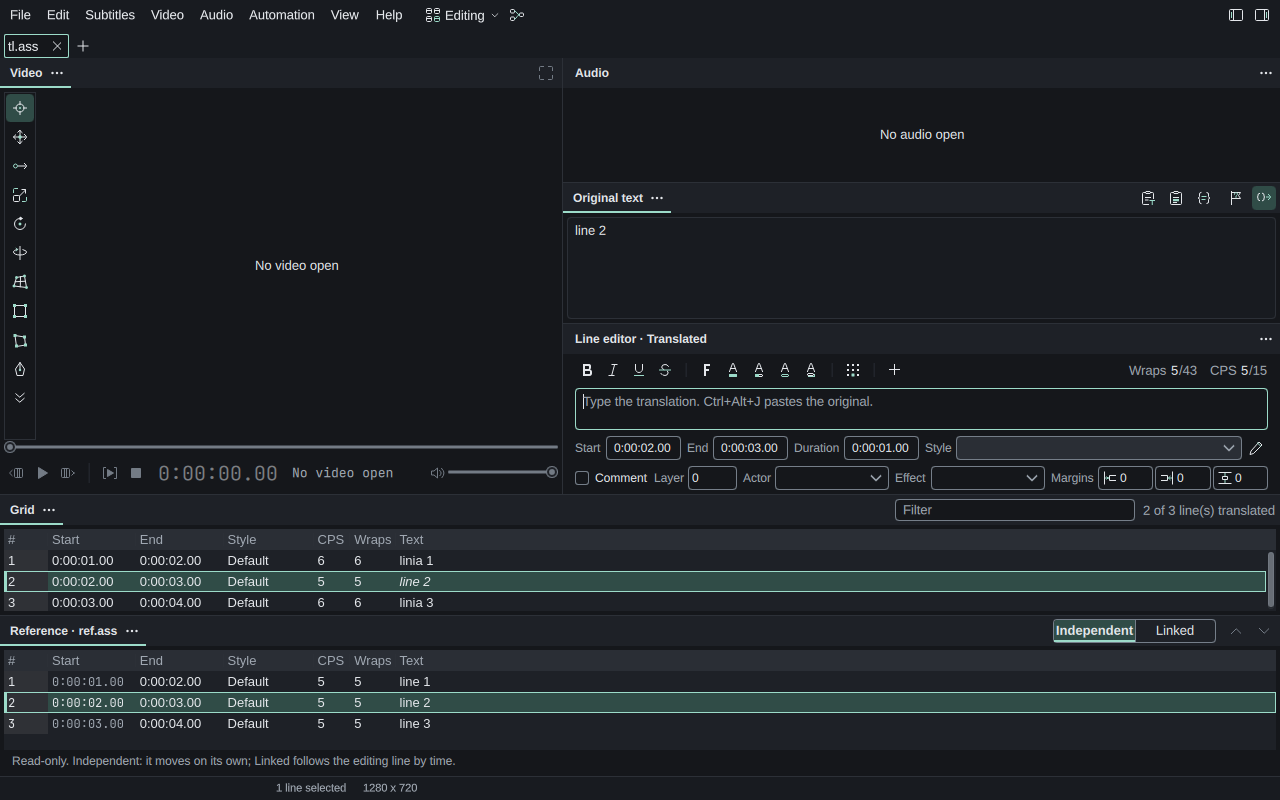 File Edit Subtitles Video Audio Automation View Help Editing
tl.ass
Video
Audio
No audio open
Original text
line 2
No video open
Line editor · Translated
B I U S F A A A A Wraps 5/43 CPS 5/15
Type the translation. Ctrl+Alt+J pastes the original.
Start 0:00:02.00 End 0:00:03.00 Duration 0:00:01.00 Style
Comment Layer 0 Actor Effect Margins 0 0 0
0:00:00.00 No video open
Grid Filter 2 of 3 line(s) translated
# Start End Style CPS Wraps Text
1 0:00:01.00 0:00:02.00 Default 6 6 linia 1
2 0:00:02.00 0:00:03.00 Default 5 5 line 2
3 0:00:03.00 0:00:04.00 Default 6 6 linia 3
Reference · ref.ass Independent Linked
# Start End Style CPS Wraps Text
1 0:00:01.00 0:00:02.00 Default 5 5 line 1
2 0:00:02.00 0:00:03.00 Default 5 5 line 2
3 0:00:03.00 0:00:04.00 Default 5 5 line 3
Read-only. Independent: it moves on its own; Linked follows the editing line by time.
1 line selected 1280 x 720